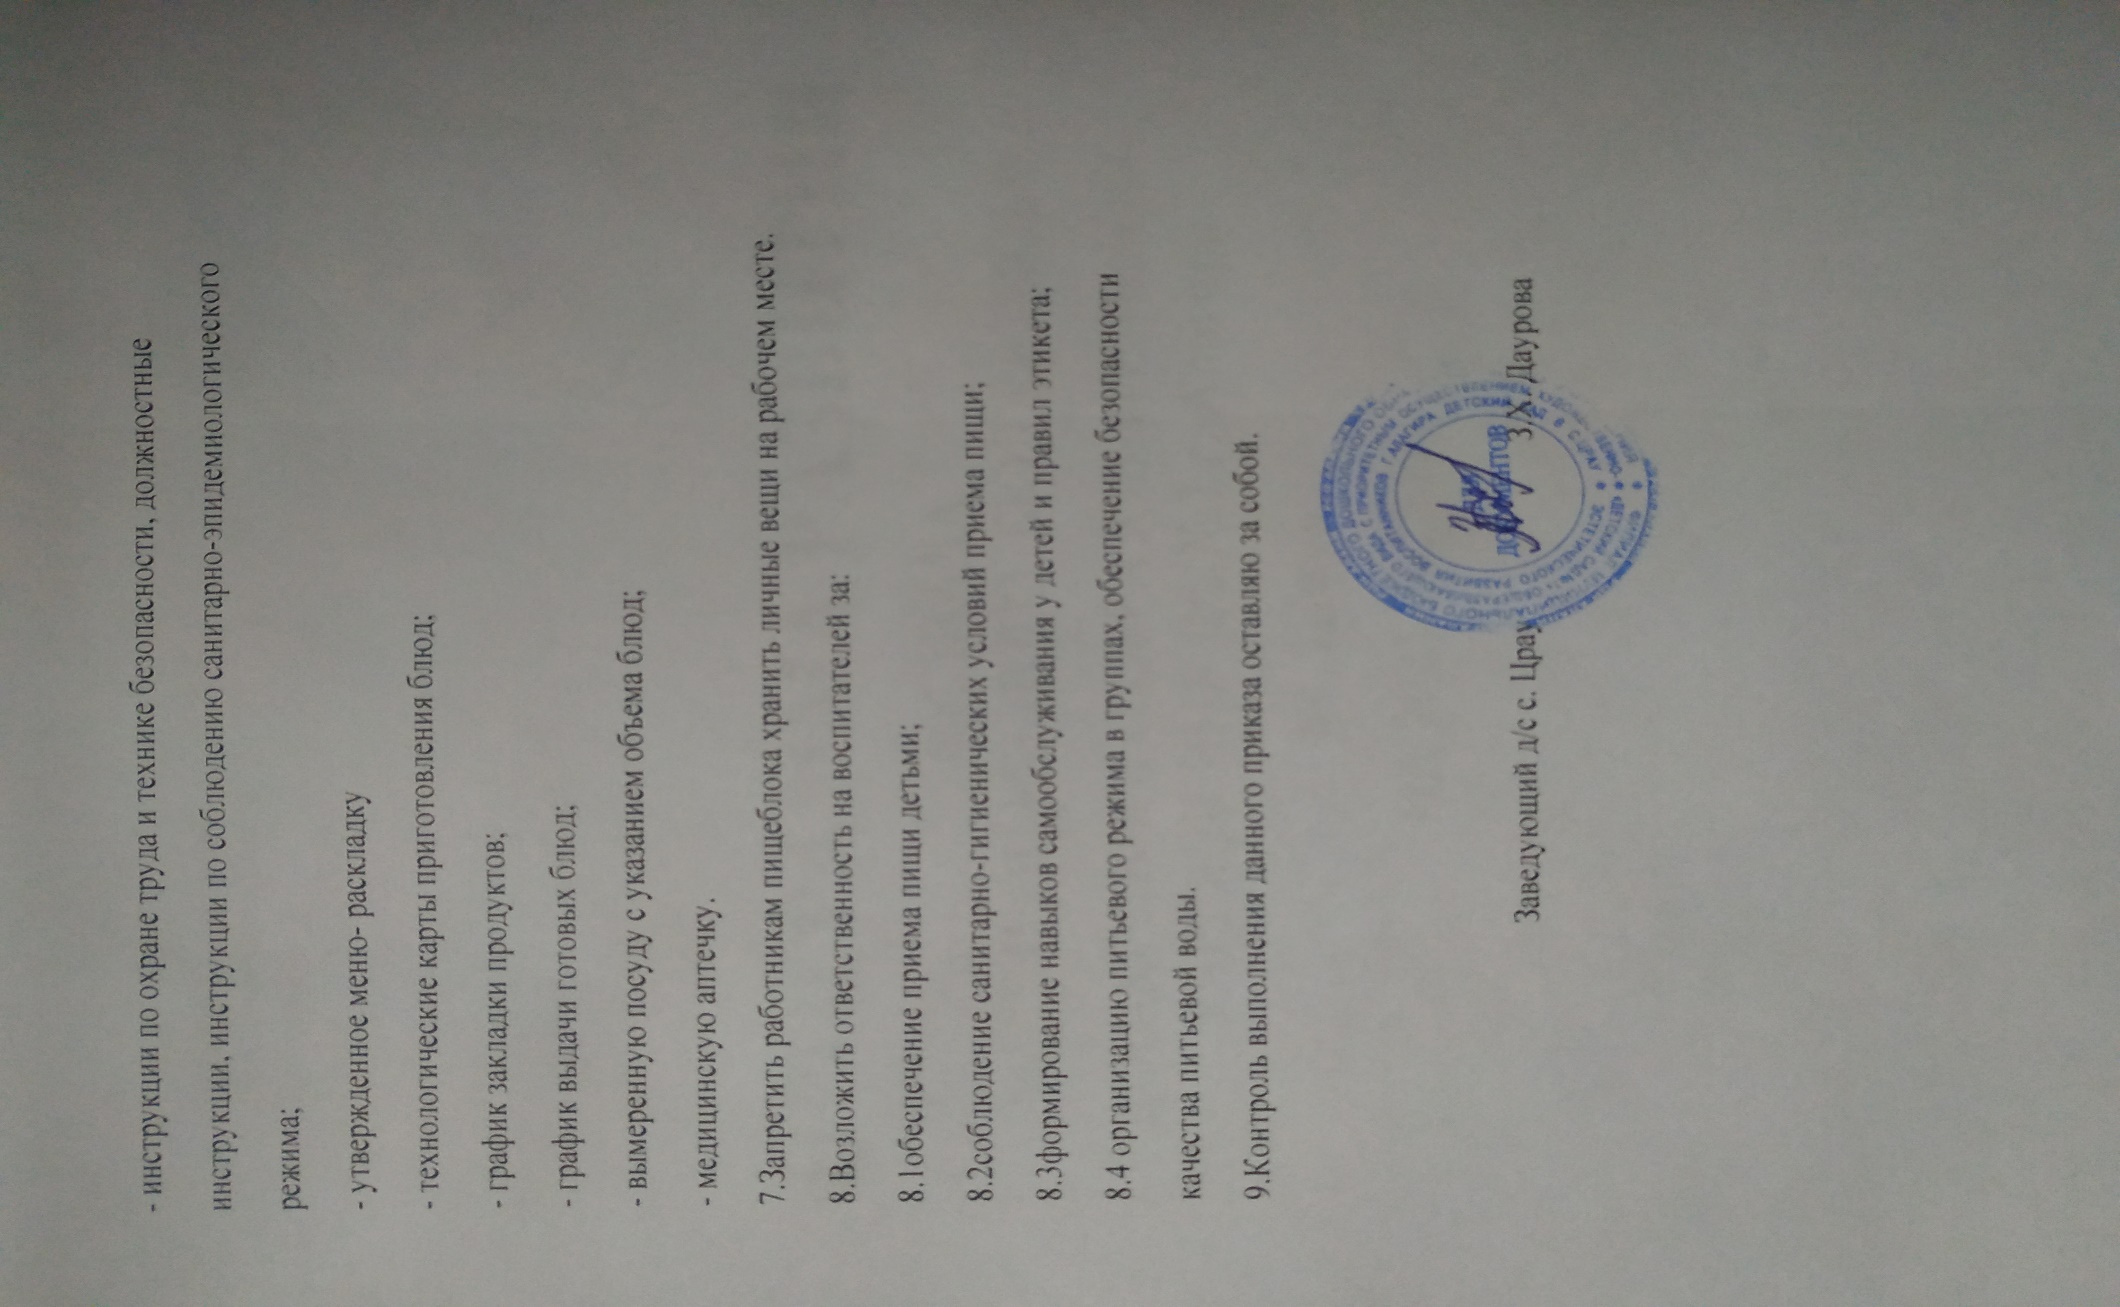 - инструкции по охране труда и технике безопасности, должностные
инструкции, инструкции по соблюдению санитарно-эпидемиологического
режима;
- утвержденное меню- раскладку
- технологические карты приготовления блюд;
- график закладки продуктов;
- график выдачи готовых блюд;
- вымеренную посуду с указанием объема блюд;
- медицинскую аптечку.
7.Запретить работникам пищеблока хранить личные вещи на рабочем месте.
8.Возложить ответственность на воспитателей за:
8.1обеспечение приема пищи детьми;
8.2соблюдение санитарно-гигиенических условий приема пищи;
8.3формирование навыков самообслуживания у детей и правил этикета;
8.4 организацию питьевого режима в группах, обеспечение безопасности
качества питьевой воды.
9.Контроль выполнения данного приказа оставляю за собой.
Заведующий д/с с. Црау З.Х Даурова
ДЛЯ
ДОКУМЕНТОВ